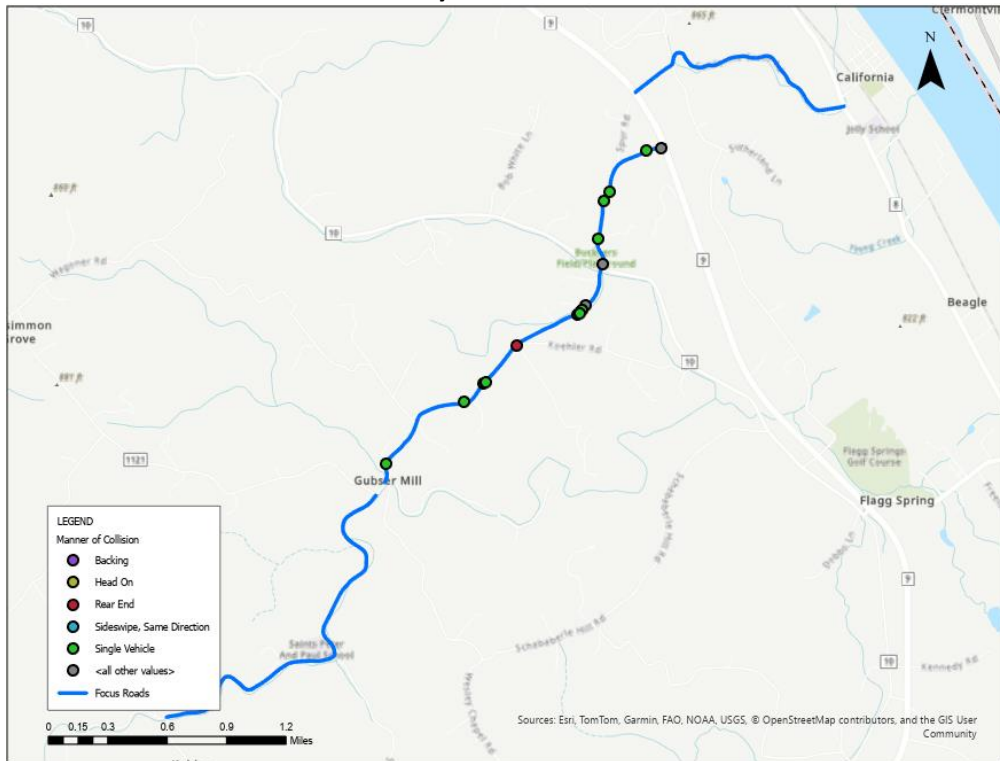 10
9
865 ft
Clermontvil
N
California
Jolly School
Spur Rd
Bob White Ln
Sutherland Ln
860 ft
10
8
Young Creek
9
Wagoner Rd
Beagle
822 ft
simmon
rove
Koehler Rd
10
881 ft
1121
Flagg Springs
Golf Course
Gubser Mill
Flagg Spring
Schababerle Hill Rd
Dobbo Ln
9
LEGEND
Manner of Collision
Backing
Head On
Rear End
Sideswipe, Same Direction
Single Vehicle
<all other values>
Focus Roads
Saints Peter
And Paul School
Schababerle Hill Rd
10
Kennedy Rd
Wesley Chapel Rd
0 0.15 0.3 0.6 0.9 1.2
Miles
Sources: Esri, TomTom, Garmin, FAO, NOAA, USGS, © OpenStreetMap contributors, and the GIS User
Community